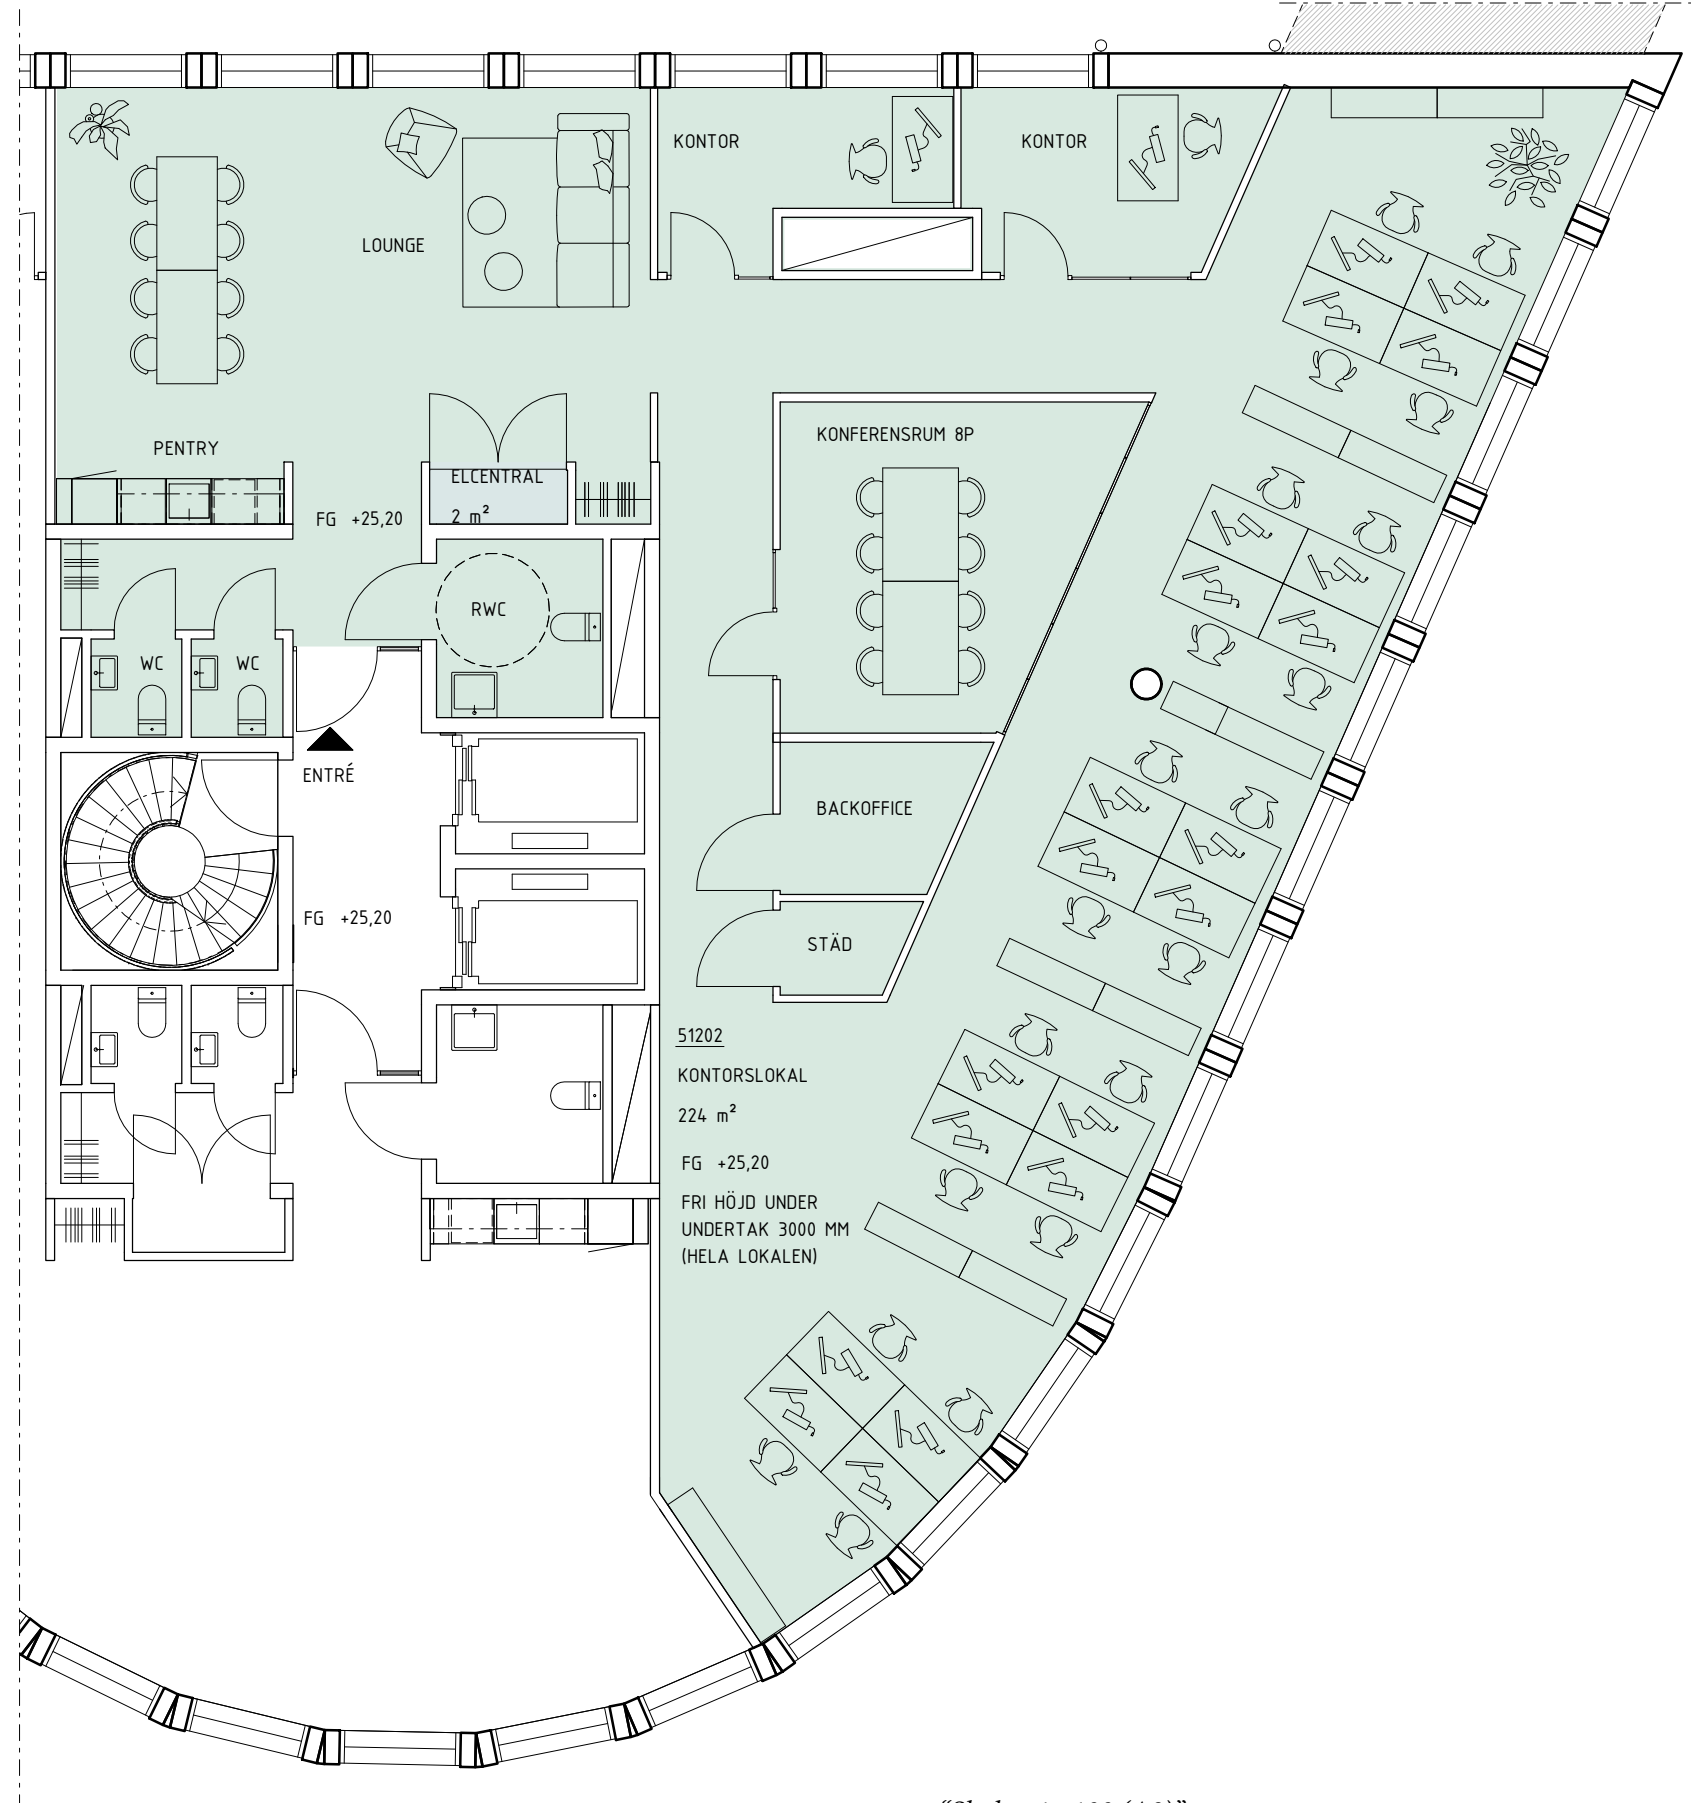 KONTOR
KONTOR
LOUNGE
PENTRY
KONFERENSRUM 8P
ELCENTRAL
2 m²
FG +25,20
RWC
WC
WC
ENTRÉ
BACKOFFICE
FG +25,20
STÄD
51202
KONTORSLOKAL
224 m²
FG +25,20
FRI HÖJD UNDER
UNDERTAK 3000 MM
(HELA LOKALEN)